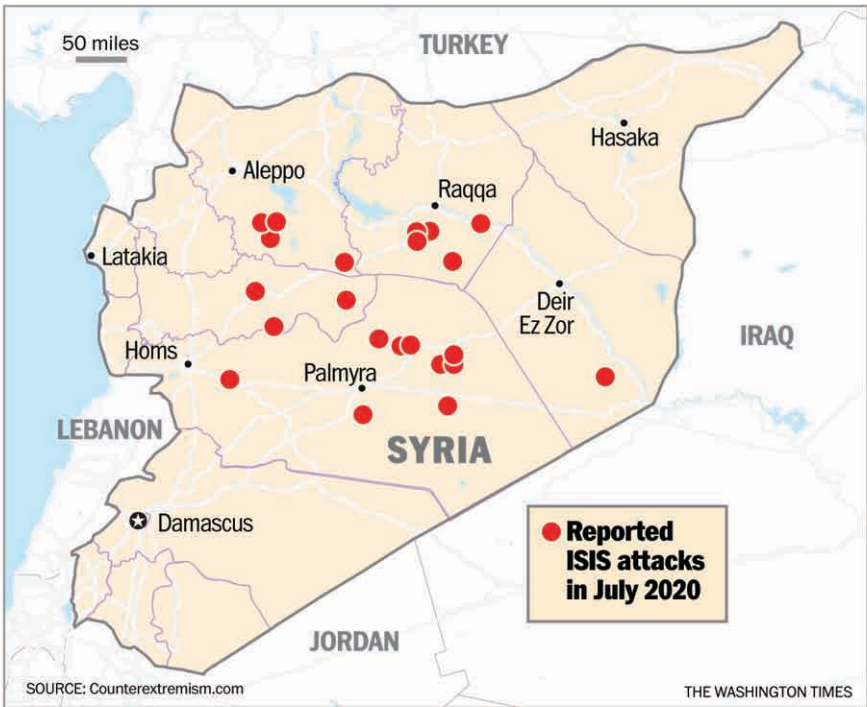 50 miles
TURKEY
Hasaka
Aleppo
Raqqa
Latakia
Deir
Ez Zor
IRAQ
Homs
Palmyra
LEBANON
SYRIA
Damascus
Reported
ISIS attacks
in July 2020
JORDAN
SOURCE: Counterextremism.com
THE WASHINGTON TIMES